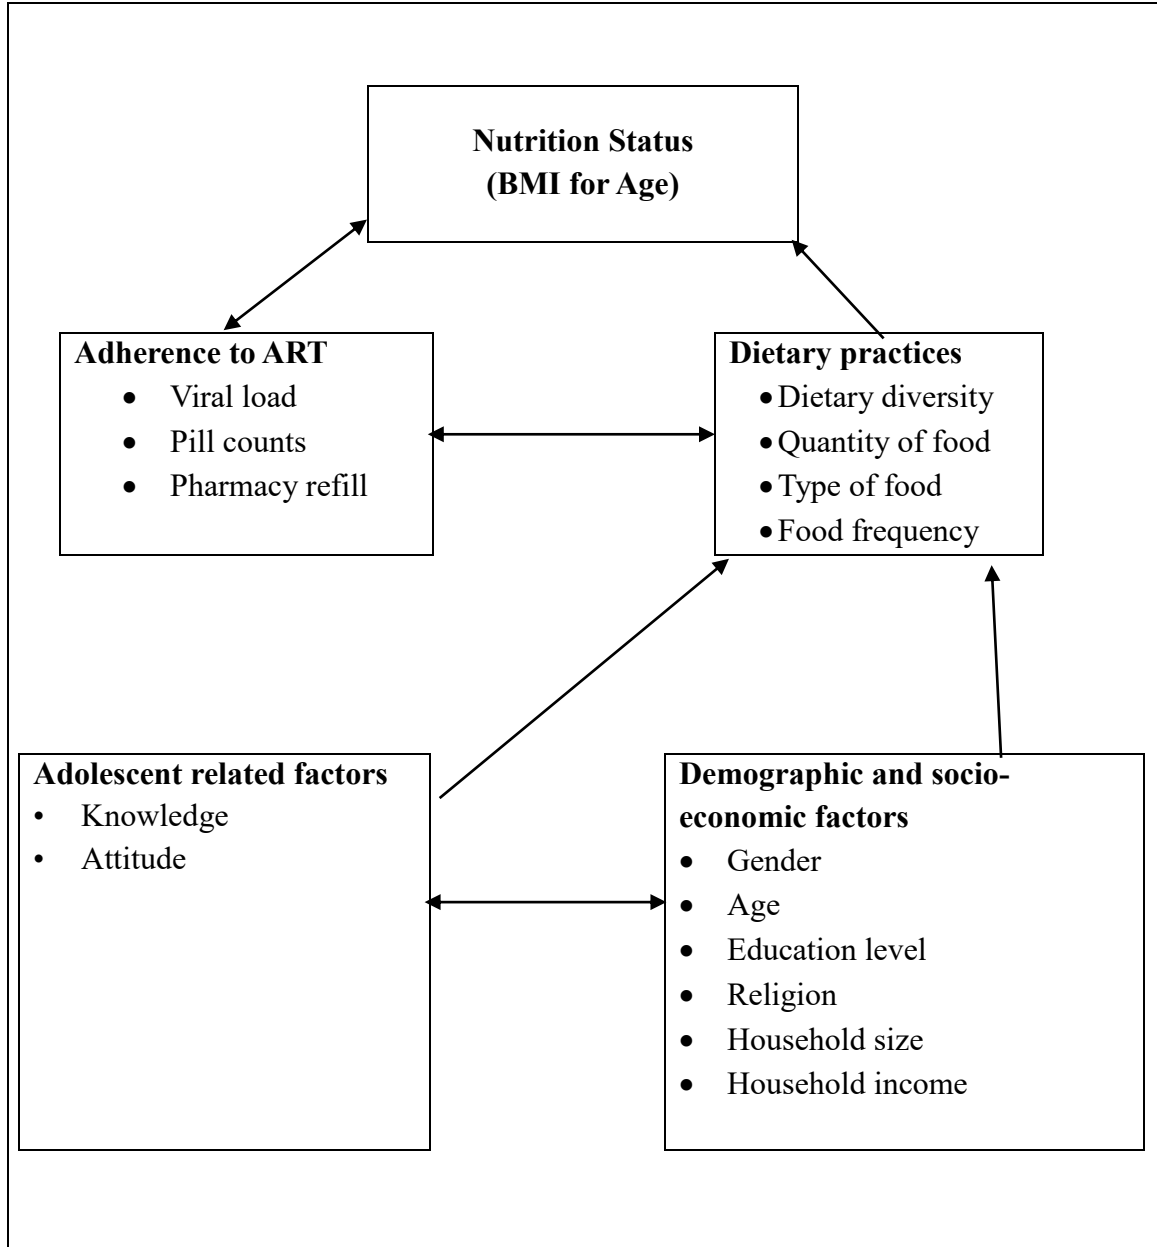 Nutrition Status
(BMI for Age)
Adherence to ART
• Viral load
• Pill counts
• Pharmacy refill
Dietary practices
• Dietary diversity
• Quantity of food
• Type of food
• Food frequency
Adolescent related factors
• Knowledge
• Attitude
Demographic and socio-
economic factors
• Gender
• Age
• Education level
• Religion
• Household size
• Household income